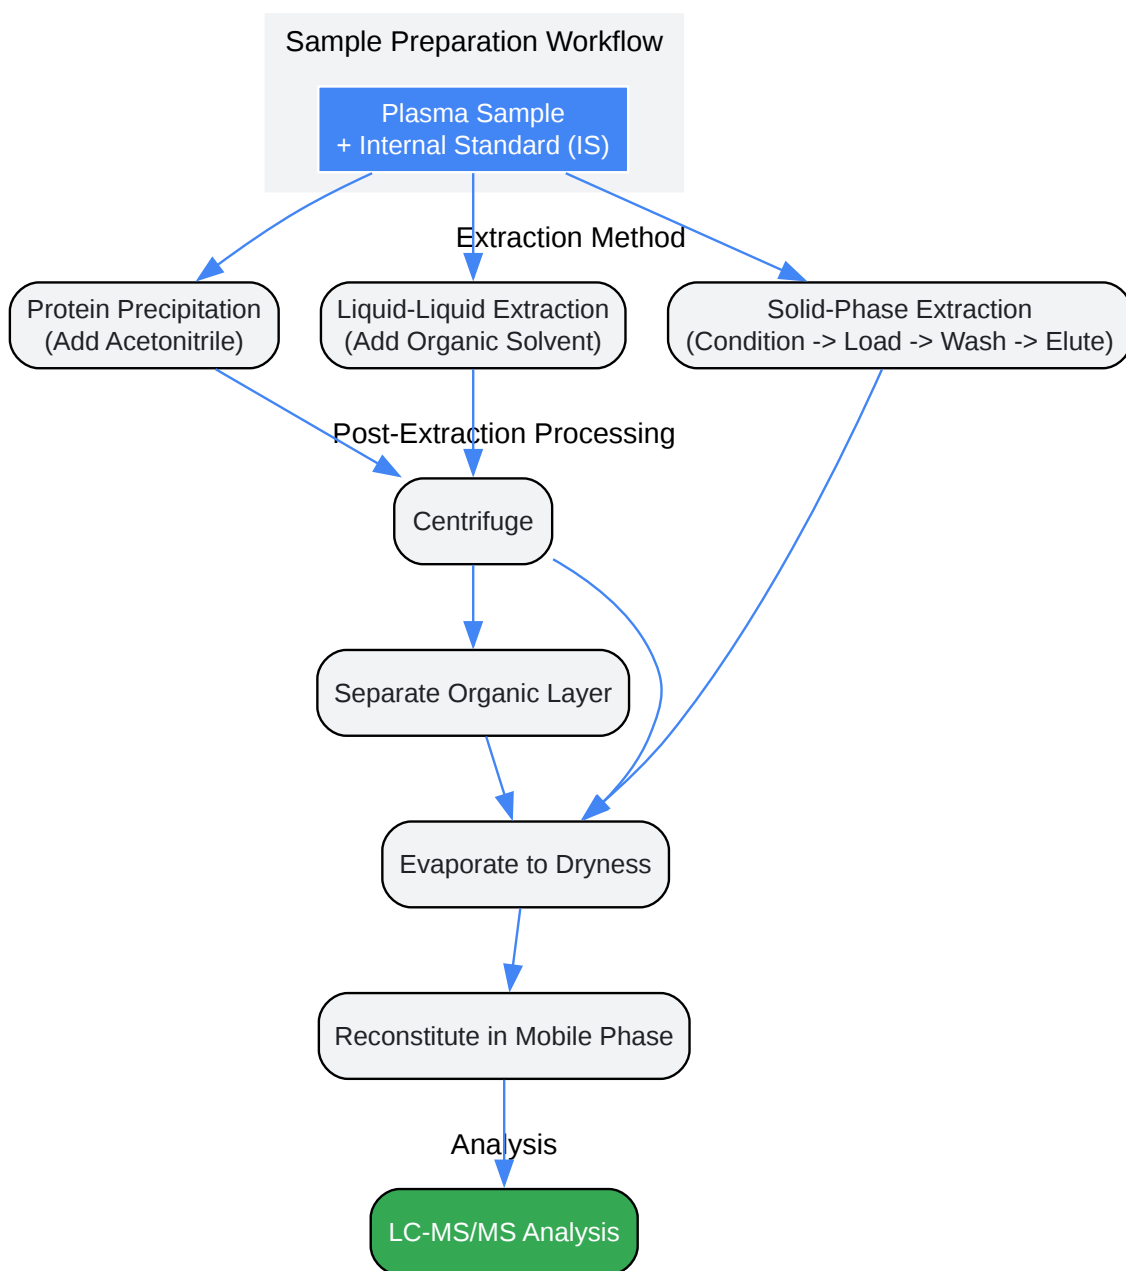 Sample Preparation Workflow
Plasma Sample
+ Internal Standard (IS)
Extraction Method
Protein Precipitation
(Add Acetonitrile)
Liquid-Liquid Extraction
(Add Organic Solvent)
Solid-Phase Extraction
(Condition -> Load -> Wash -> Elute)
Post-Extraction Processing
Centrifuge
Separate Organic Layer
Evaporate to Dryness
Reconstitute in Mobile Phase
Analysis
LC-MS/MS Analysis